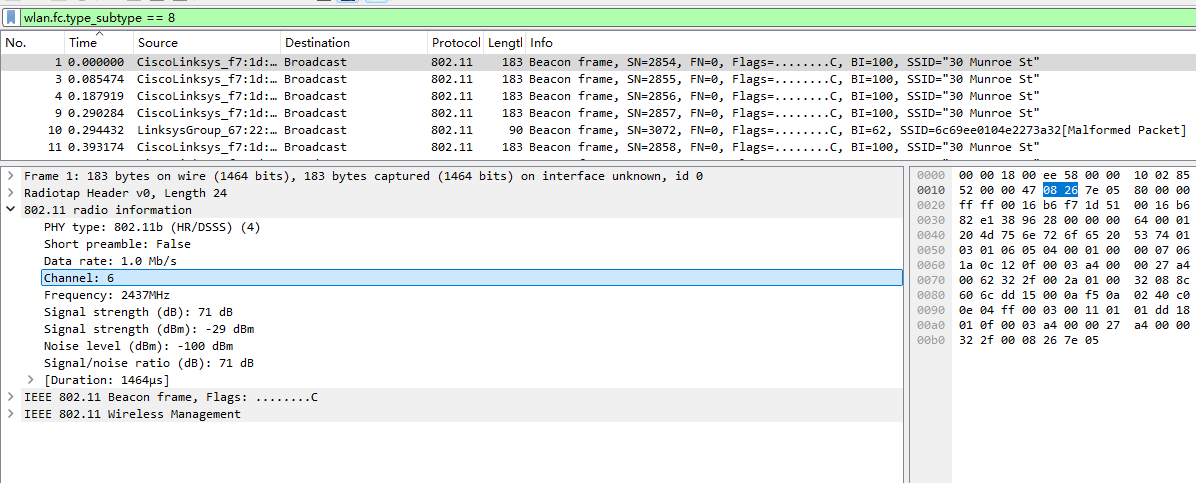 wlan.fc.type_subtype == 8
No. Time Source Destination Protocol Lengtl Info
1 0.000000 CiscoLinksys_f7:1d:… Broadcast 802.11 183 Beacon frame, SN=2854, FN=0, Flags=........C, BI=100, SSID="30 Munroe St"
3 0.085474 CiscoLinksys_f7:1d:… Broadcast 802.11 183 Beacon frame, SN=2855, FN=0, Flags=........C, BI=100, SSID="30 Munroe St"
4 0.187919 CiscoLinksys_f7:1d:… Broadcast 802.11 183 Beacon frame, SN=2856, FN=0, Flags=........C, BI=100, SSID="30 Munroe St"
9 0.290284 CiscoLinksys_f7:1d:… Broadcast 802.11 183 Beacon frame, SN=2857, FN=0, Flags=........C, BI=100, SSID="30 Munroe St"
10 0.294432 LinksysGroup_67:22:… Broadcast 802.11 90 Beacon frame, SN=3072, FN=0, Flags=........C, BI=62, SSID=6c69ee0104e2273a32[Malformed Packet]
11 0.393174 CiscoLinksys_f7:1d:… Broadcast 802.11 183 Beacon frame, SN=2858, FN=0, Flags=........C, BI=100, SSID="30 Munroe St"
Frame 1: 183 bytes on wire (1464 bits), 183 bytes captured (1464 bits) on interface unknown, id 0
Radiotap Header v0, Length 24
802.11 radio information
PHY type: 802.11b (HR/DSSS) (4)
Short preamble: False
Data rate: 1.0 Mb/s
Channel: 6
Frequency: 2437MHz
Signal strength (dB): 71 dB
Signal strength (dBm): -29 dBm
Noise level (dBm): -100 dBm
Signal/noise ratio (dB): 71 dB
[Duration: 1464µs]
IEEE 802.11 Beacon frame, Flags: ........C
IEEE 802.11 Wireless Management
0000 00 00 18 00 ee 58 00 00 10 02 85
0010 52 00 00 47 08 26 7e 05 80 00 00
0020 ff ff 00 16 b6 f7 1d 51 00 16 b6
0030 82 e1 38 96 28 00 00 00 64 00 01
0040 20 4d 75 6e 72 6f 65 20 53 74 01
0050 03 01 06 05 04 00 01 00 00 07 06
0060 1a 0c 12 0f 00 03 a4 00 00 27 a4
0070 00 62 32 2f 00 2a 01 00 32 08 8c
0080 60 6c dd 15 00 0a f5 0a 02 40 c0
0090 0e 04 ff 00 03 00 11 01 01 dd 18
00a0 01 0f 00 03 a4 00 00 27 a4 00 00
00b0 32 2f 00 08 26 7e 05